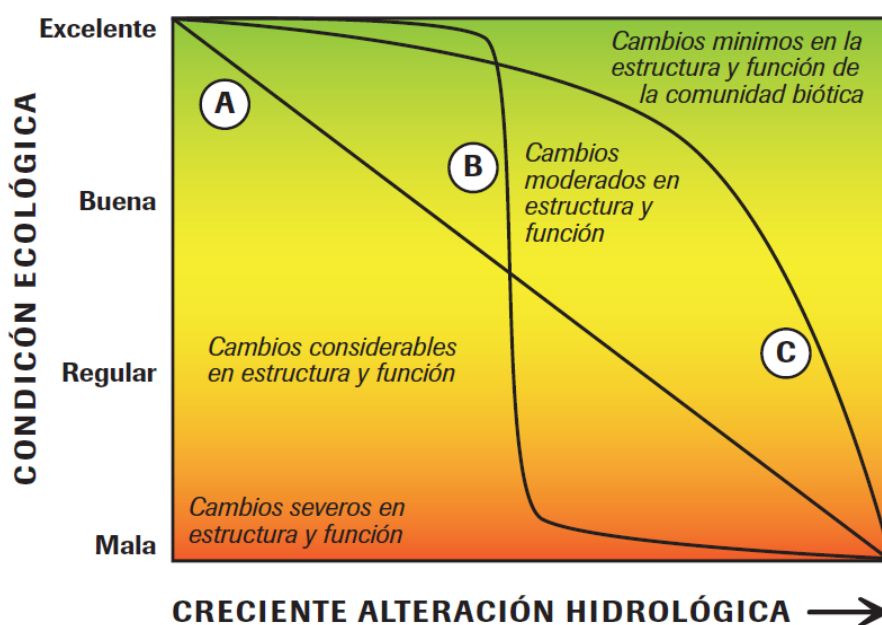 Excelente
Buena
Regular
Mala
CONDICÓN ECOLÓGICA
A
B
C
Cambios minimos en la
estructura y función de
la comunidad biótica
Cambios
moderados en
estructura y
función
Cambios considerables
en estructura y función
Cambios severos en
estructura y función
CRECIENTE ALTERACIÓN HIDROLÓGICA